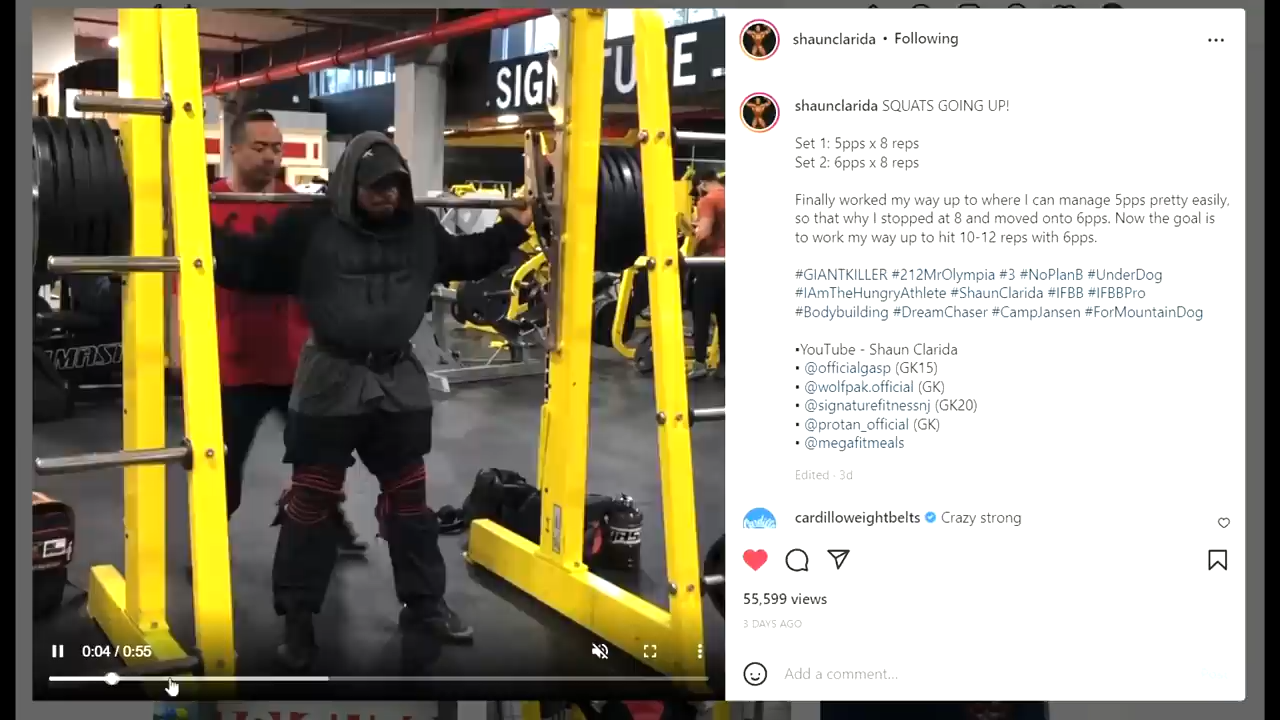 SIGNATURE
MASTE
0:04 / 0:55
shaunclarida • Following
shaunclarida SQUATS GOING UP!
Set 1: 5pps x 8 reps
Set 2: 6pps x 8 reps
Finally worked my way up to where I can manage 5pps pretty easily,
so that why I stopped at 8 and moved onto 6pps. Now the goal is
to work my way up to hit 10-12 reps with 6pps.
#GIANTKILLER #212MrOlympia #3 #NoPlanB #UnderDog
#IAmTheHungryAthlete #ShaunClarida #IFBB #IFBBPro
#Bodybuilding #DreamChaser #CampJansen #ForMountainDog
•YouTube - Shaun Clarida
• @officialgasp (GK15)
• @wolfpak.official (GK)
• @signaturefitnessnj (GK20)
• @protan_official (GK)
• @megafitmeals
Edited · 3d
cardilloweightbelts Crazy strong
55,599 views
3 DAYS AGO
Add a comment...